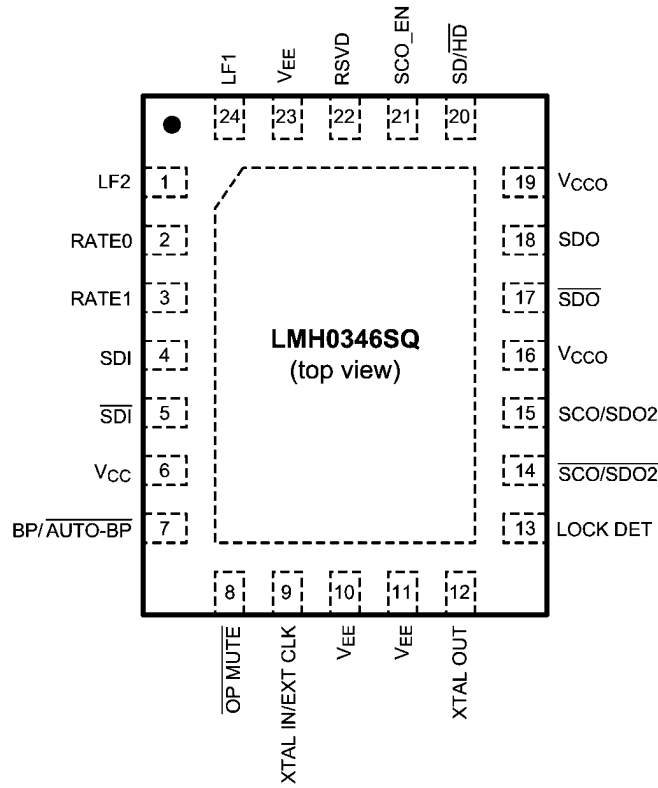 LF1
VEE
RSVD
SCO_EN
SD/HD
24 23 22 21 20
LF2 1
RATE0 2
RATE1 3
SDI 4
SDI 5
VCC 6
BP/AUTO-BP 7
19 VCCO
18 SDO
17 SDO
16 VCCO
15 SCO/SDO2
14 SCO/SDO2
13 LOCK DET
LMH0346SQ
(top view)
8 9 10 11 12
OP MUTE
XTAL IN/EXT CLK
VEE
VEE
XTAL OUT